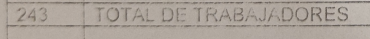 243 TOTAL DE TRABAJADORES